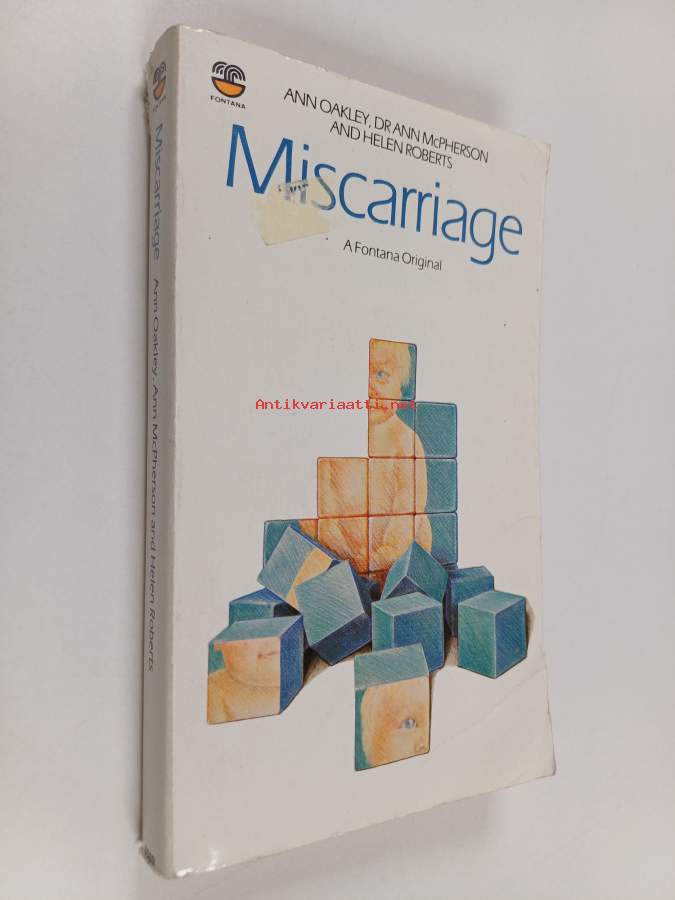 FONTANA
ANN OAKLEY, DR ANN McPHERSON
AND HELEN ROBERTS
Miscarriage
A Fontana Original
Antikvariaatti.net
Miscarriage Ann Oakley, Ann McPherson and Helen Roberts